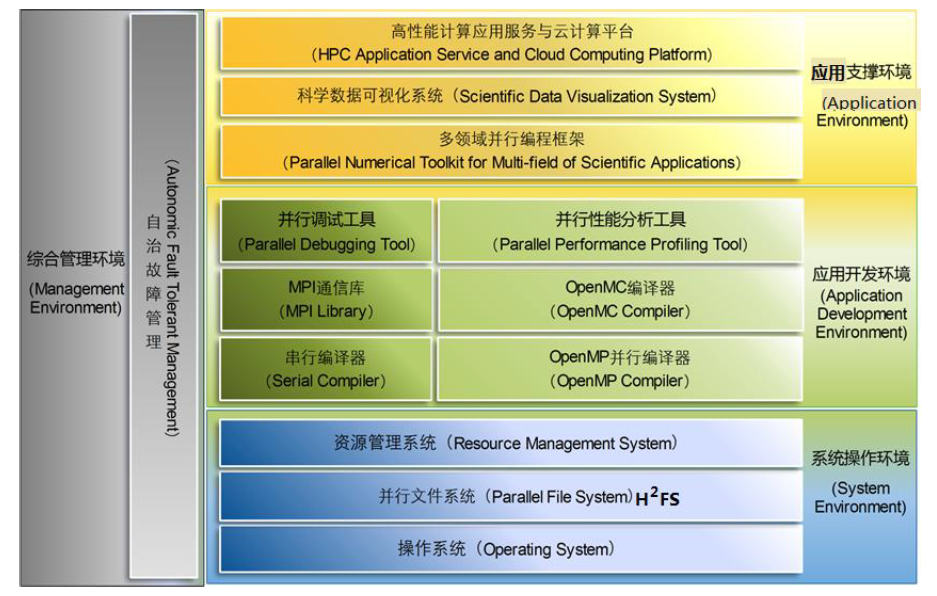 综合管理环境
(Management
Environment)
自治故障管理
(Autonomic Fault Tolerant Management)
高性能计算应用服务与云计算平台
(HPC Application Service and Cloud Computing Platform)
科学数据可视化系统(Scientific Data Visualization System)
多领域并行编程框架
(Parallel Numerical Toolkit for Multi-field of Scientific Applications)
应用支撑环境
(Application
Environment)
并行调试工具
(Parallel Debugging Tool)
并行性能分析工具
(Parallel Performance Profiling Tool)
MPI通信库
(MPI Library)
OpenMC编译器
(OpenMC Compiler)
串行编译器
(Serial Compiler)
OpenMP并行编译器
(OpenMP Compiler)
应用开发环境
(Application
Development
Environment)
资源管理系统(Resource Management System)
并行文件系统(Parallel File System) H²FS
操作系统(Operating System)
系统操作环境
(System
Environment)